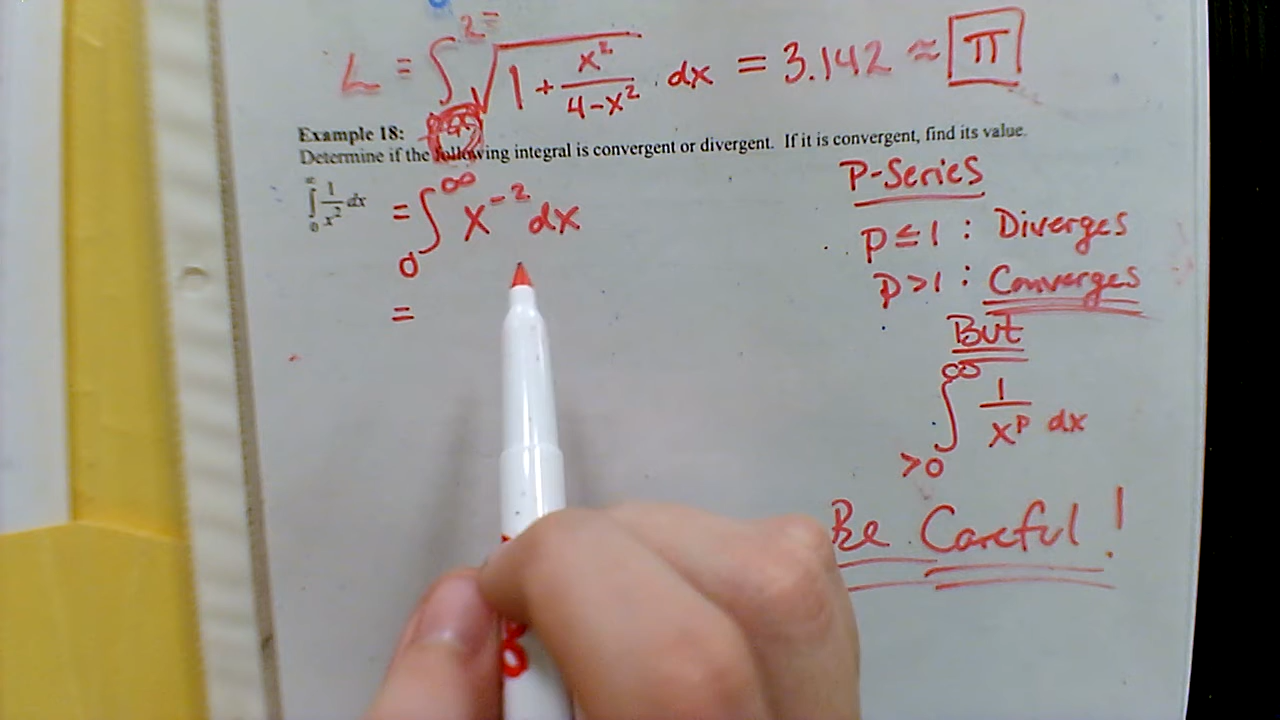 L = ∫ 2 √(1 + x²/(4-x²)) · dx = 3.142 ≈ π
Example 18:
Determine if the following integral is convergent or divergent. If it is convergent, find its value.
∫₀^∞ 1/x² dx = ∫₀^∞ x⁻² dx
=
P-Series
p ≤ 1 : Diverges
p > 1 : Converges
But
∫_{>0}^∞ 1/x^p dx
Be Careful!